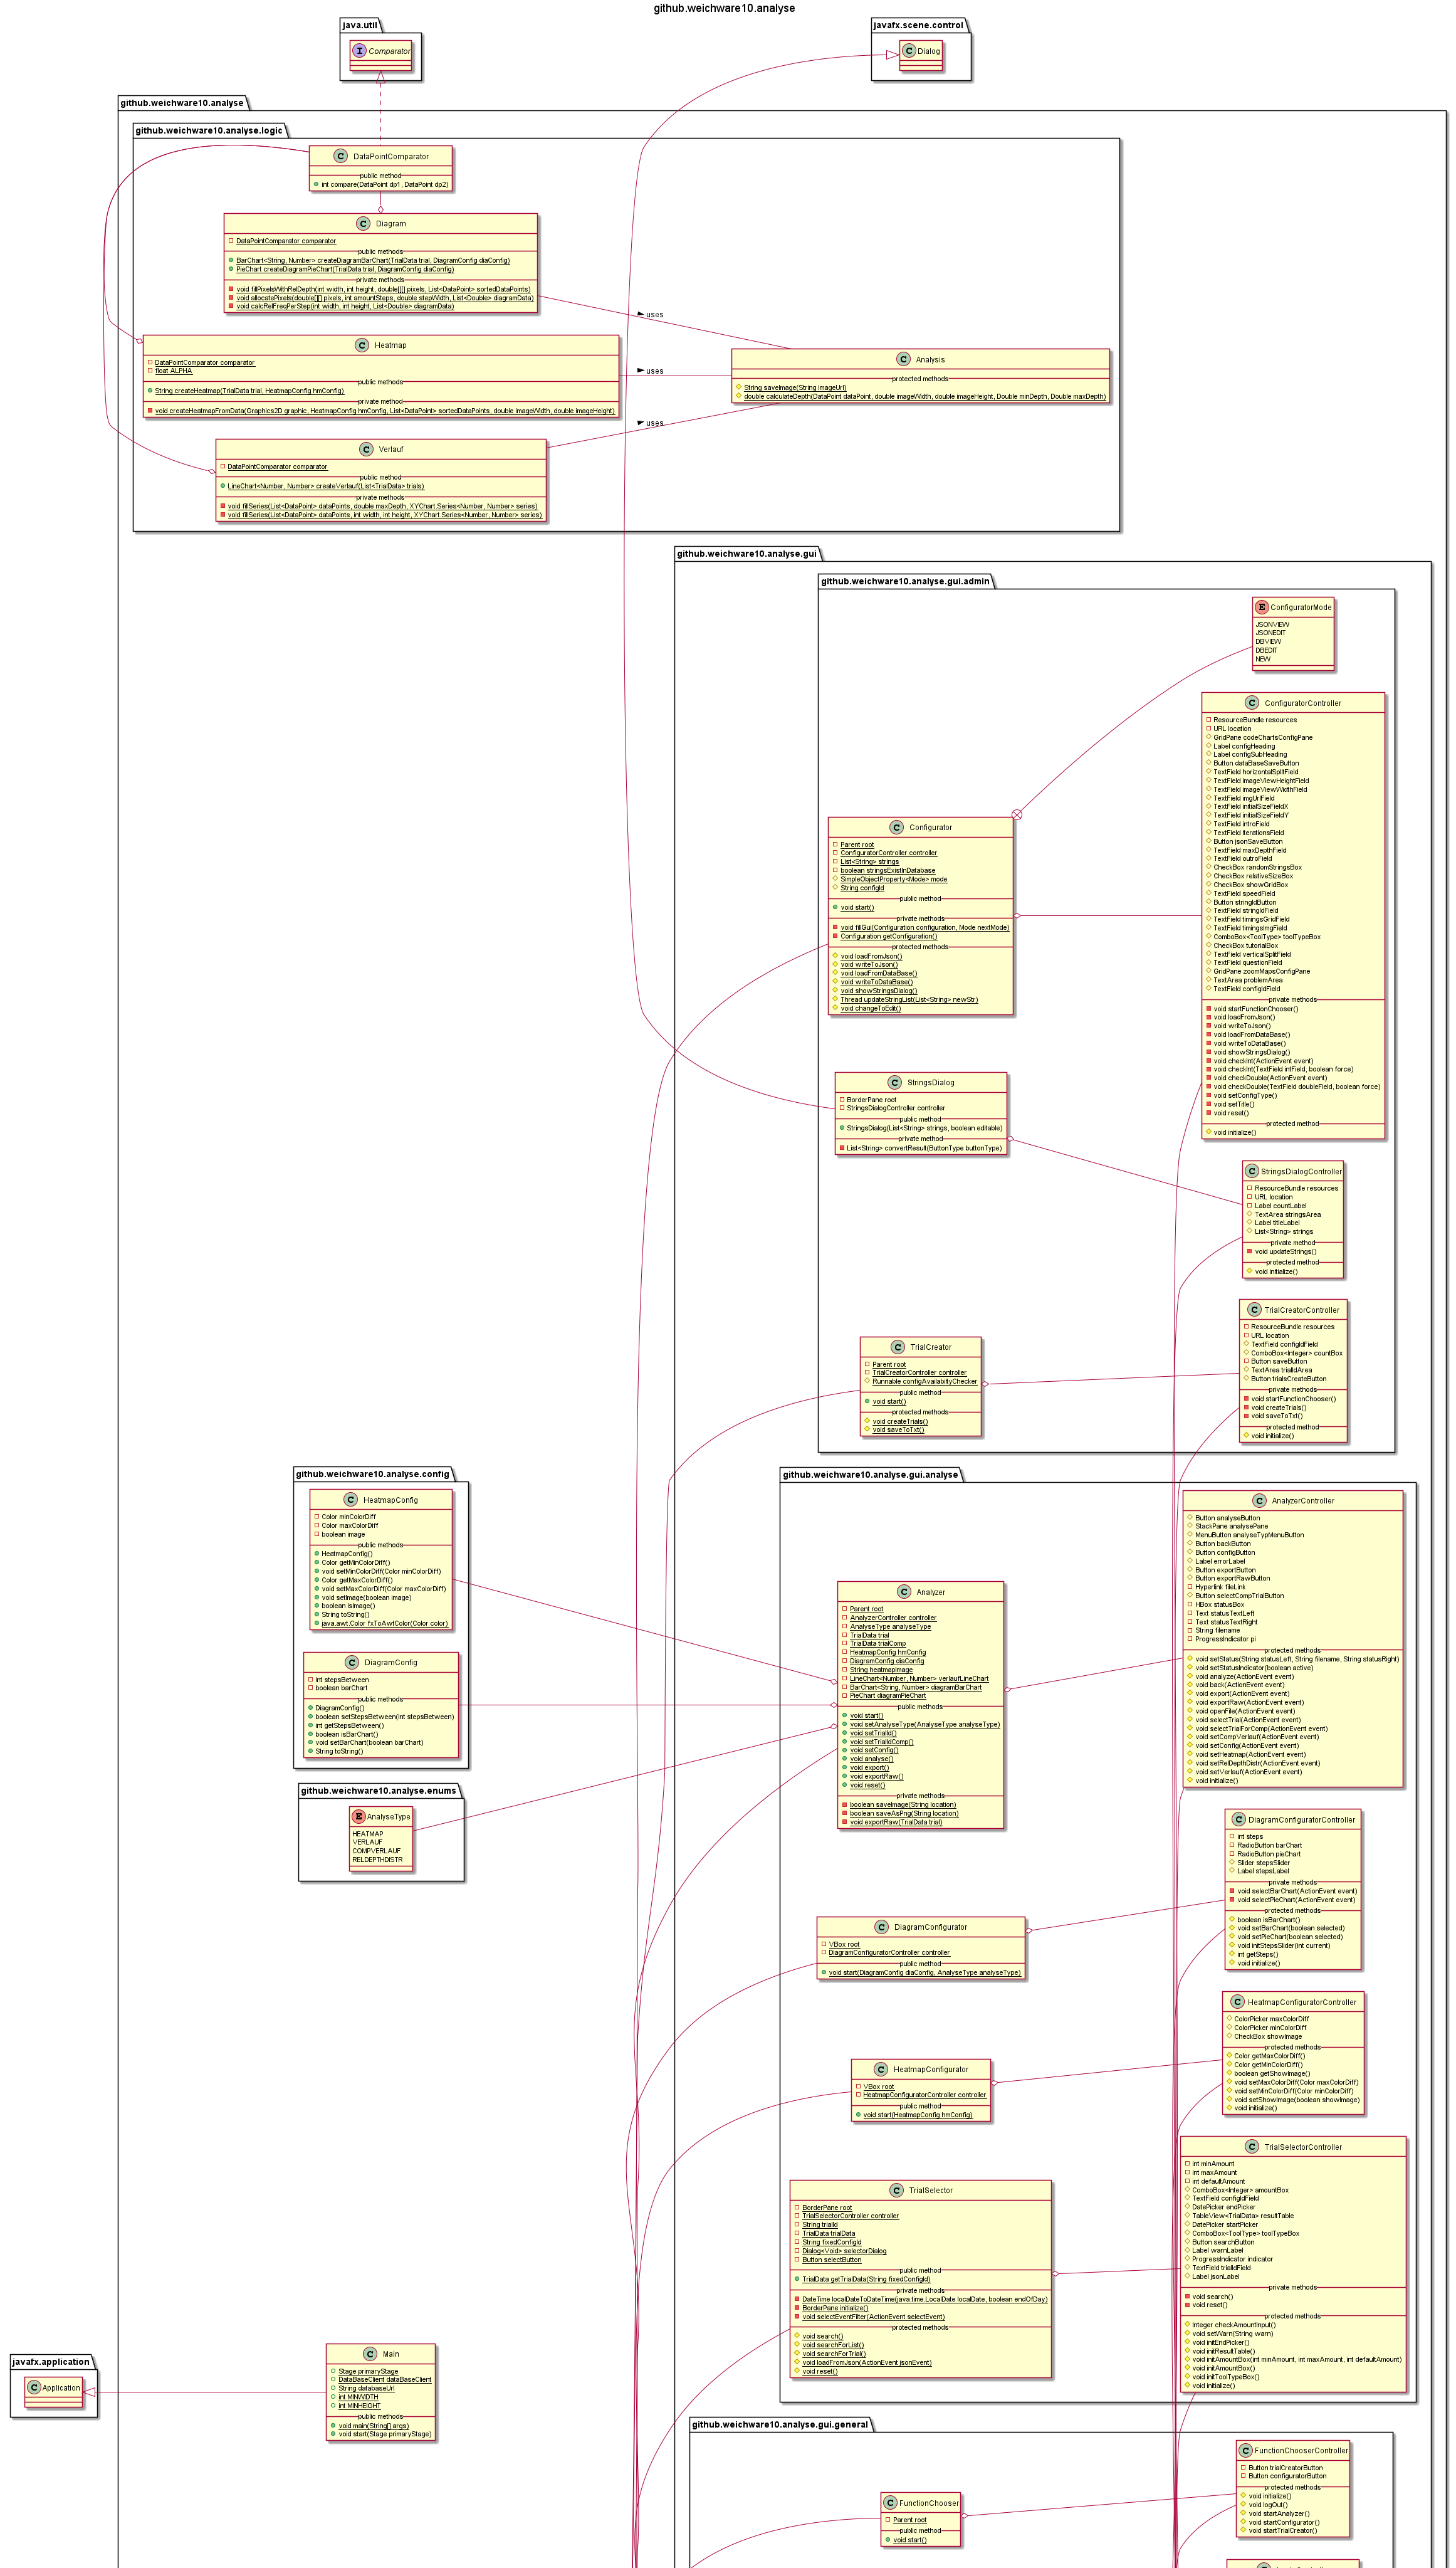 github.weichware10.analyse
java.util
Comparator
javafx.scene.control
Dialog
github.weichware10.analyse
github.weichware10.analyse.logic
DataPointComparator
public method
int compare(DataPoint dp1, DataPoint dp2)
Diagram
DataPointComparator comparator
public methods
BarChart<String, Number> createDiagramBarChart(TrialData trial, DiagramConfig diaConfig)
PieChart createDiagramPieChart(TrialData trial, DiagramConfig diaConfig)
private methods
void fillPixelsWithRelDepth(int width, int height, double[][] pixels, List<DataPoint> sortedDataPoints)
void allocatePixels(double[][] pixels, int amountSteps, double stepWidth, List<Double> diagramData)
void calcRelFreqPerStep(int width, int height, List<Double> diagramData)
uses
Heatmap
DataPointComparator comparator
float ALPHA
public methods
String createHeatmap(TrialData trial, HeatmapConfig hmConfig)
private method
void createHeatmapFromData(Graphics2D graphic, HeatmapConfig hmConfig, List<DataPoint> sortedDataPoints, double imageWidth, double imageHeight)
uses
Analysis
protected methods
String saveImage(String imageUrl)
double calculateDepth(DataPoint dataPoint, double imageWidth, double imageHeight, Double minDepth, Double maxDepth)
uses
Verlauf
DataPointComparator comparator
public method
LineChart<Number, Number> createVerlauf(List<TrialData> trials)
private methods
void fillSeries(List<DataPoint> dataPoints, double maxDepth, XYChart.Series<Number, Number> series)
void fillSeries(List<DataPoint> dataPoints, int width, int height, XYChart.Series<Number, Number> series)
github.weichware10.analyse.gui
github.weichware10.analyse.gui.admin
ConfiguratorMode
JSONVIEW
JSONEDIT
DBVIEW
DBEDIT
NEW
ConfiguratorController
ResourceBundle resources
URL location
GridPane codeChartsConfigPane
Label configHeading
Label configSubHeading
Button dataBaseSaveButton
TextField horizontalSplitField
TextField imageViewHeightField
TextField imageViewWidthField
TextField imgUrlField
TextField initialSizeFieldX
TextField initialSizeFieldY
TextField introField
TextField iterationsField
Button jsonSaveButton
TextField maxDepthField
TextField outroField
CheckBox randomStringsBox
CheckBox relativeSizeBox
CheckBox showGridBox
TextField speedField
Button stringIdButton
TextField stringIdField
TextField timingsGridField
TextField timingsImgField
ComboBox<ToolType> toolTypeBox
CheckBox tutorialBox
TextField verticalSplitField
TextField questionField
GridPane zoomMapsConfigPane
TextArea problemArea
TextField configIdField
private methods
void startFunctionChooser()
void loadFromJson()
void writeToJson()
void loadFromDataBase()
void writeToDataBase()
void showStringsDialog()
void checkInt(ActionEvent event)
void checkInt(TextField intField, boolean force)
void checkDouble(ActionEvent event)
void checkDouble(TextField doubleField, boolean force)
void setConfigType()
void setTitle()
void reset()
protected method
void initialize()
Configurator
Parent root
ConfiguratorController controller
List<String> strings
boolean stringsExistInDatabase
SimpleObjectProperty<Mode> mode
String configId
public method
void start()
private methods
void fillGui(Configuration configuration, Mode nextMode)
Configuration getConfiguration()
protected methods
void loadFromJson()
void writeToJson()
void loadFromDataBase()
void writeToDataBase()
void showStringsDialog()
Thread updateStringList(List<String> newStr)
void changeToEdit()
StringsDialog
BorderPane root
StringsDialogController controller
public method
StringsDialog(List<String> strings, boolean editable)
private method
List<String> convertResult(ButtonType buttonType)
StringsDialogController
ResourceBundle resources
URL location
Label countLabel
TextArea stringsArea
Label titleLabel
List<String> strings
private method
void updateStrings()
protected method
void initialize()
TrialCreator
Parent root
TrialCreatorController controller
Runnable configAvailabiltyChecker
public method
void start()
protected methods
void createTrials()
void saveToTxt()
TrialCreatorController
ResourceBundle resources
URL location
TextField configIdField
ComboBox<Integer> countBox
Button saveButton
TextArea trialIdArea
Button trialsCreateButton
private methods
void startFunctionChooser()
void createTrials()
void saveToTxt()
protected method
void initialize()
github.weichware10.analyse.config
HeatmapConfig
Color minColorDiff
Color maxColorDiff
boolean image
public methods
HeatmapConfig()
Color getMinColorDiff()
void setMinColorDiff(Color minColorDiff)
Color getMaxColorDiff()
void setMaxColorDiff(Color maxColorDiff)
void setImage(boolean image)
boolean isImage()
String toString()
java.awt.Color fxToAwtColor(Color color)
DiagramConfig
int stepsBetween
boolean barChart
public methods
DiagramConfig()
boolean setStepsBetween(int stepsBetween)
int getStepsBetween()
boolean isBarChart()
void setBarChart(boolean barChart)
String toString()
github.weichware10.analyse.enums
AnalyseType
HEATMAP
VERLAUF
COMPVERLAUF
RELDEPTHDISTR
github.weichware10.analyse.gui.analyse
Analyzer
Parent root
AnalyzerController controller
AnalyseType analyseType
TrialData trial
TrialData trialComp
HeatmapConfig hmConfig
DiagramConfig diaConfig
String heatmapImage
LineChart<Number, Number> verlaufLineChart
BarChart<String, Number> diagramBarChart
PieChart diagramPieChart
public methods
void start()
void setAnalyseType(AnalyseType analyseType)
void setTrialId()
void setTrialIdComp()
void setConfig()
void analyse()
void export()
void exportRaw()
void reset()
private methods
boolean saveImage(String location)
boolean saveAsPng(String location)
void exportRaw(TrialData trial)
AnalyzerController
Button analyseButton
StackPane analysePane
MenuButton analyseTypMenuButton
Button backButton
Button configButton
Label errorLabel
Button exportButton
Button exportRawButton
Hyperlink fileLink
Button selectCompTrialButton
HBox statusBox
Text statusTextLeft
Text statusTextRight
String filename
ProgressIndicator pi
protected methods
void setStatus(String statusLeft, String filename, String statusRight)
void setStatusIndicator(boolean active)
void analyze(ActionEvent event)
void back(ActionEvent event)
void export(ActionEvent event)
void exportRaw(ActionEvent event)
void openFile(ActionEvent event)
void selectTrial(ActionEvent event)
void selectTrialForComp(ActionEvent event)
void setCompVerlauf(ActionEvent event)
void setConfig(ActionEvent event)
void setHeatmap(ActionEvent event)
void setRelDepthDistr(ActionEvent event)
void setVerlauf(ActionEvent event)
void initialize()
DiagramConfigurator
VBox root
DiagramConfiguratorController controller
public method
void start(DiagramConfig diaConfig, AnalyseType analyseType)
DiagramConfiguratorController
int steps
RadioButton barChart
RadioButton pieChart
Slider stepsSlider
Label stepsLabel
private methods
void selectBarChart(ActionEvent event)
void selectPieChart(ActionEvent event)
protected methods
boolean isBarChart()
void setBarChart(boolean selected)
void setPieChart(boolean selected)
void initStepsSlider(int current)
int getSteps()
void initialize()
HeatmapConfigurator
VBox root
HeatmapConfiguratorController controller
public method
void start(HeatmapConfig hmConfig)
HeatmapConfiguratorController
ColorPicker maxColorDiff
ColorPicker minColorDiff
CheckBox showImage
protected methods
Color getMaxColorDiff()
Color getMinColorDiff()
boolean getShowImage()
void setMaxColorDiff(Color maxColorDiff)
void setMinColorDiff(Color minColorDiff)
void setShowImage(boolean showImage)
void initialize()
TrialSelector
BorderPane root
TrialSelectorController controller
String trialId
TrialData trialData
String fixedConfigId
Dialog<Void> selectorDialog
Button selectButton
public method
TrialData getTrialData(String fixedConfigId)
private methods
DateTime localDateToDateTime(java.time.LocalDate localDate, boolean endOfDay)
BorderPane initialize()
void selectEventFilter(ActionEvent selectEvent)
protected methods
void search()
void searchForList()
void searchForTrial()
void loadFromJson(ActionEvent jsonEvent)
void reset()
TrialSelectorController
int minAmount
int maxAmount
int defaultAmount
ComboBox<Integer> amountBox
TextField configIdField
DatePicker endPicker
TableView<TrialData> resultTable
DatePicker startPicker
ComboBox<ToolType> toolTypeBox
Button searchButton
Label warnLabel
ProgressIndicator indicator
TextField trialIdField
Label jsonLabel
private methods
void search()
void reset()
protected methods
Integer checkAmountInput()
void setWarn(String warn)
void initEndPicker()
void initResultTable()
void initAmountBox(int minAmount, int maxAmount, int defaultAmount)
void initAmountBox()
void initToolTypeBox()
void initialize()
javafx.application
Application
Main
Stage primaryStage
DataBaseClient dataBaseClient
String databaseUrl
int MINWIDTH
int MINHEIGHT
public methods
void main(String[] args)
void start(Stage primaryStage)
github.weichware10.analyse.gui.general
FunctionChooser
Parent root
public method
void start()
FunctionChooserController
Button trialCreatorButton
Button configuratorButton
protected methods
void initialize()
void logOut()
void startAnalyzer()
void startConfigurator()
void startTrialCreator()